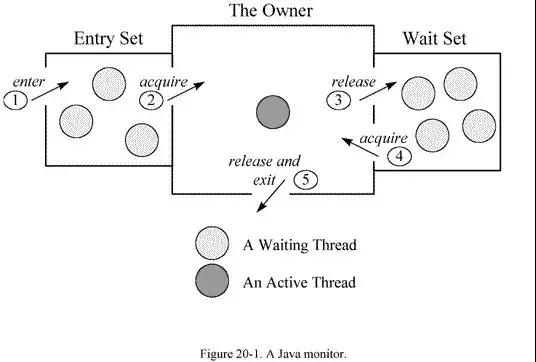 The Owner
Entry Set
Wait Set
enter
1
acquire
2
release
3
acquire
4
release and
exit
5
A Waiting Thread
An Active Thread
Figure 20-1. A Java monitor.